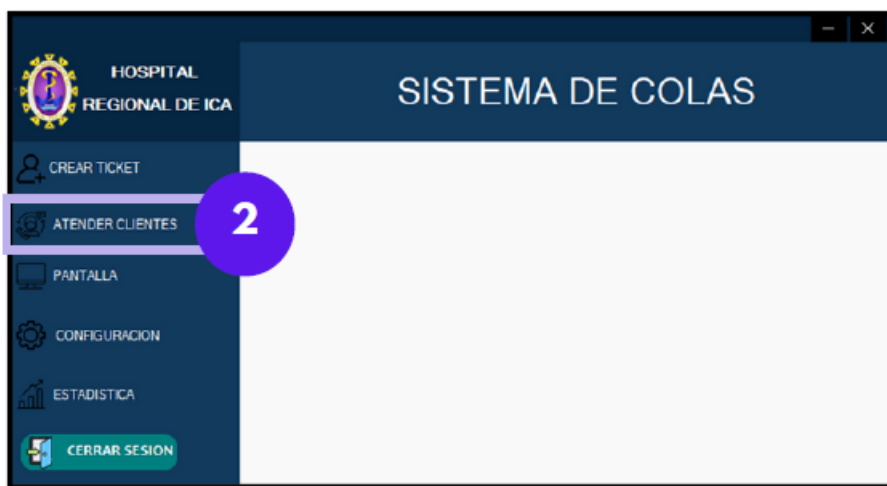 HOSPITAL
REGIONAL DE ICA
SISTEMA DE COLAS
CREAR TICKET
ATENDER CLIENTES
2
PANTALLA
CONFIGURACION
ESTADISTICA
CERRAR SESION